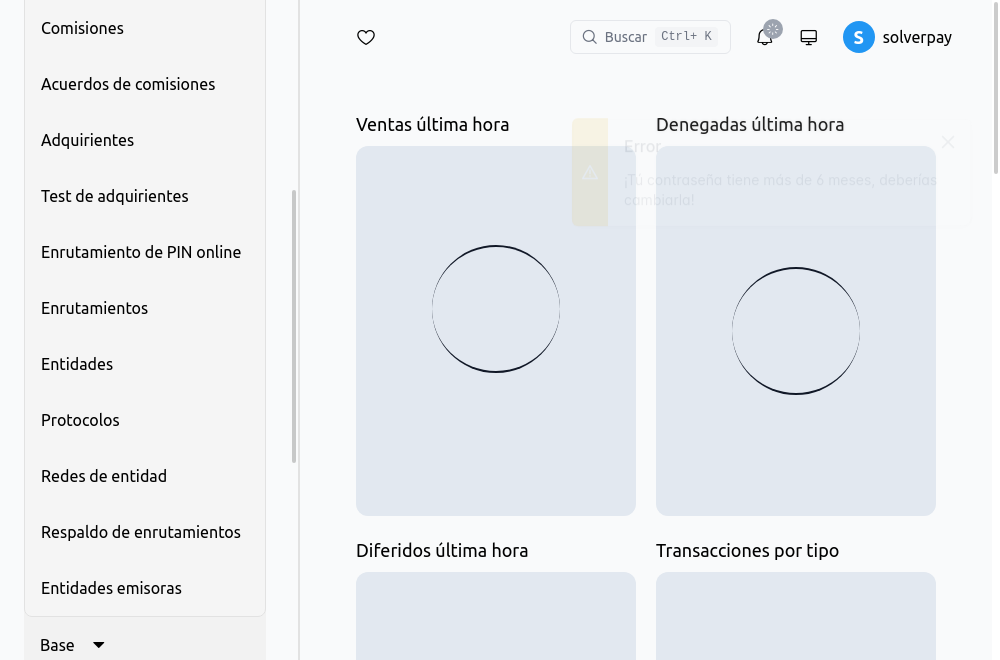 Comisiones
Acuerdos de comisiones
Adquirientes
Test de adquirientes
Enrutamiento de PIN online
Enrutamientos
Entidades
Protocolos
Redes de entidad
Respaldo de enrutamientos
Entidades emisoras
Base
Buscar Ctrl+ K
S solverpay
Ventas última hora
Denegadas última hora
Error
¡Tú contraseña tiene más de 6 meses, deberías
cambiarla!
Diferidos última hora
Transacciones por tipo